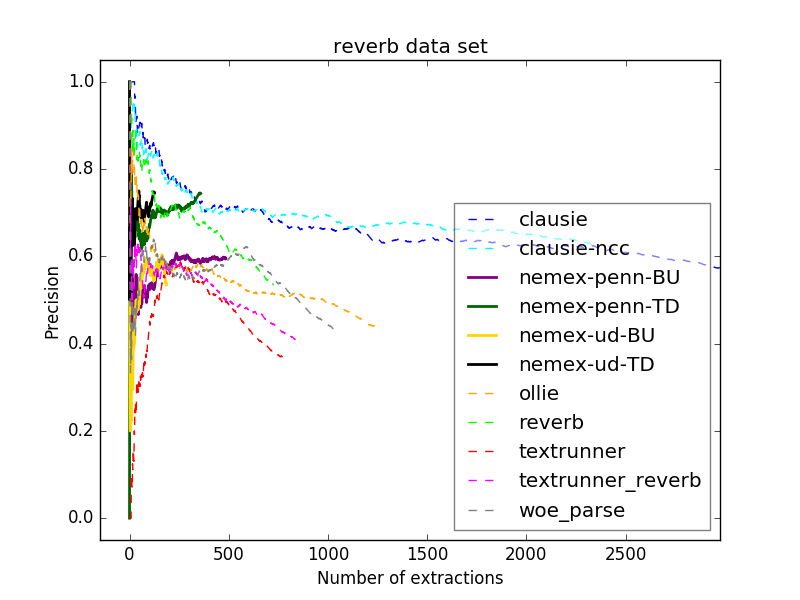 reverb data set
Precision
1.0
0.8
0.6
0.4
0.2
0.0
clausie
clausie-ncc
nemex-penn-BU
nemex-penn-TD
nemex-ud-BU
nemex-ud-TD
ollie
reverb
textrunner
textrunner_reverb
woe_parse
0 500 1000 1500 2000 2500
Number of extractions